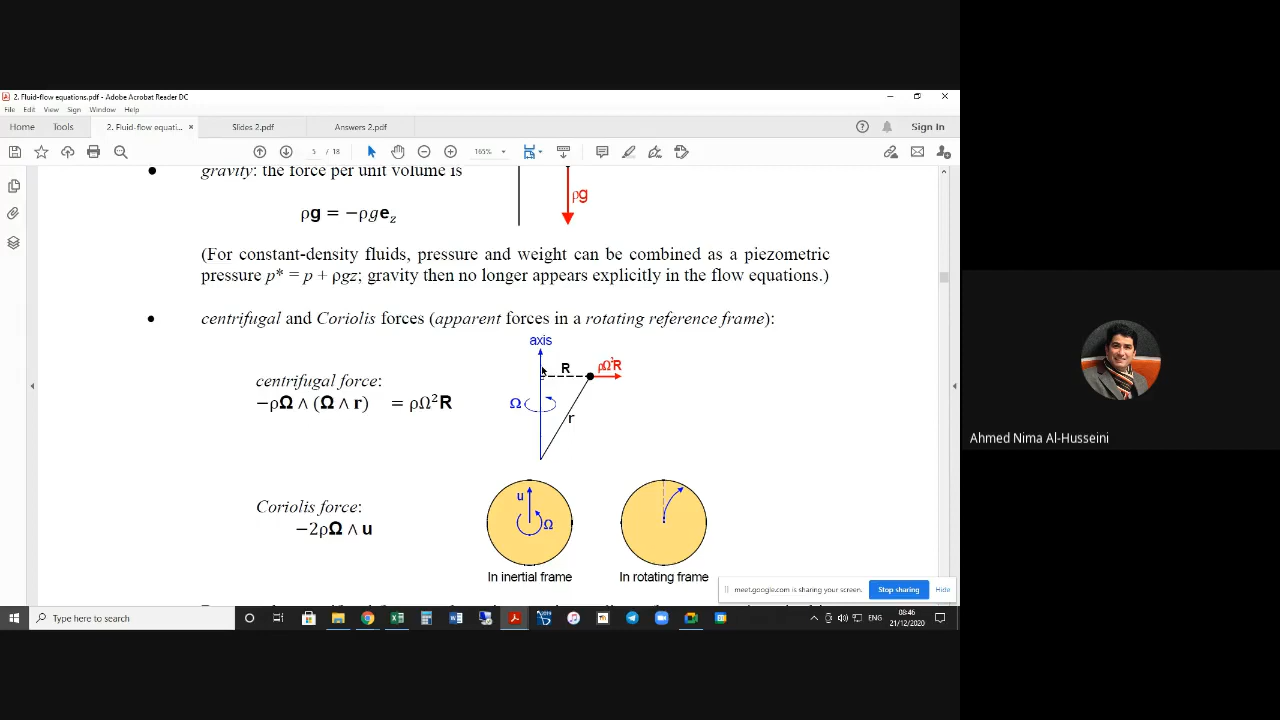 2. Fluid-flow equations.pdf - Adobe Acrobat Reader DC
File Edit View Sign Window Help
Home Tools 2. Fluid-flow equati... × Slides 2.pdf Answers 2.pdf Sign In
5 / 18 165%
gravity: the force per unit volume is
ρg
ρg = −ρge_z
(For constant-density fluids, pressure and weight can be combined as a piezometric
pressure p* = p + ρgz; gravity then no longer appears explicitly in the flow equations.)
• centrifugal and Coriolis forces (apparent forces in a rotating reference frame):
axis
R
ρΩ²R
centrifugal force:
−ρΩ ∧ (Ω ∧ r) = ρΩ²R
Ω
r
Coriolis force:
−2ρΩ ∧ u
u
Ω
In inertial frame In rotating frame
meet.google.com is sharing your screen. Stop sharing Hide
Type here to search
ENG
08:46
21/12/2020
Ahmed Nima Al-Husseini